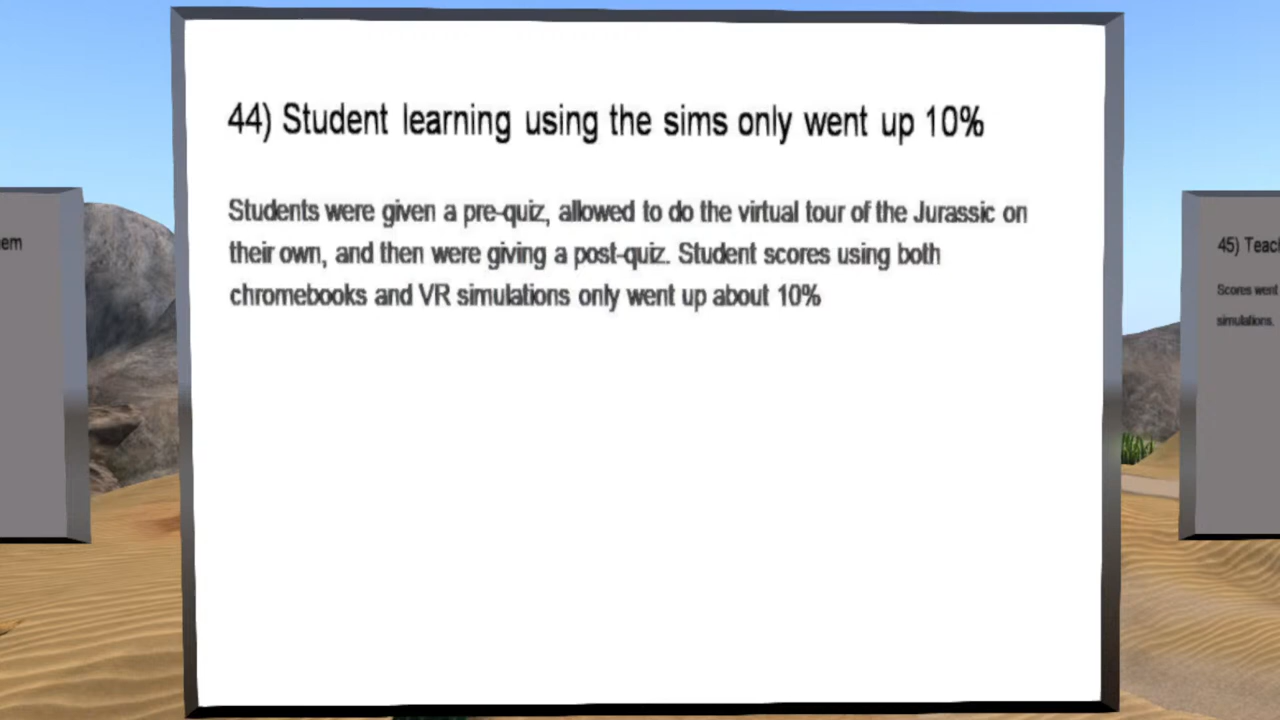 44) Student learning using the sims only went up 10%
Students were given a pre-quiz, allowed to do the virtual tour of the Jurassic on
their own, and then were giving a post-quiz. Student scores using both
chromebooks and VR simulations only went up about 10%
em
45) Teac
Scores went
simulations.